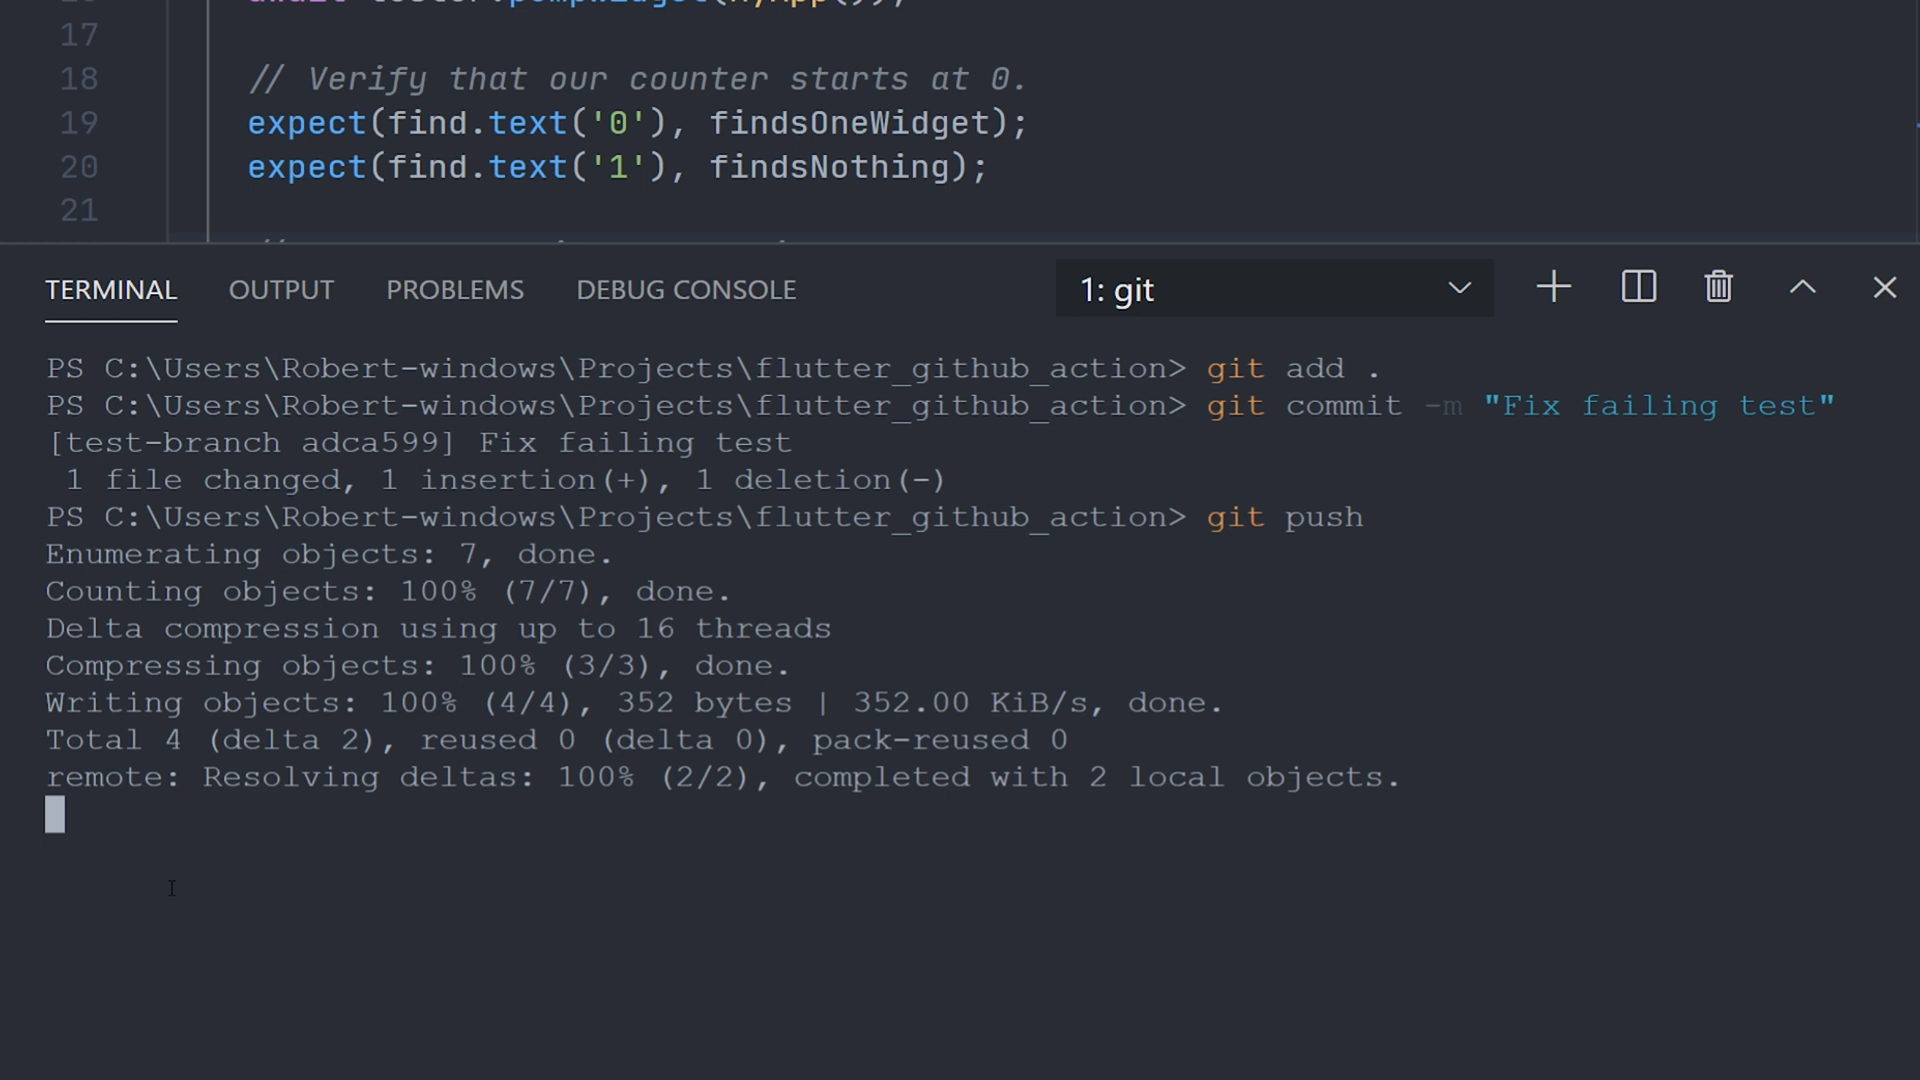 17
18 // Verify that our counter starts at 0.
19 expect(find.text('0'), findsOneWidget);
20 expect(find.text('1'), findsNothing);
21
TERMINAL OUTPUT PROBLEMS DEBUG CONSOLE 1: git
PS C:\Users\Robert-windows\Projects\flutter_github_action> git add .
PS C:\Users\Robert-windows\Projects\flutter_github_action> git commit -m "Fix failing test"
[test-branch adca599] Fix failing test
1 file changed, 1 insertion(+), 1 deletion(-)
PS C:\Users\Robert-windows\Projects\flutter_github_action> git push
Enumerating objects: 7, done.
Counting objects: 100% (7/7), done.
Delta compression using up to 16 threads
Compressing objects: 100% (3/3), done.
Writing objects: 100% (4/4), 352 bytes | 352.00 KiB/s, done.
Total 4 (delta 2), reused 0 (delta 0), pack-reused 0
remote: Resolving deltas: 100% (2/2), completed with 2 local objects.